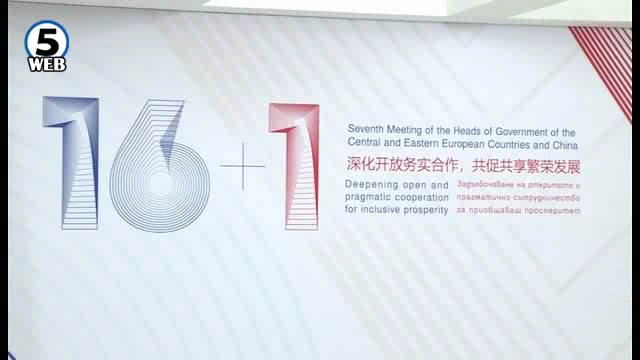 5
WEB
16+1
Seventh Meeting of the Heads of Government of the
Central and Eastern European Countries and China
深化开放务实合作，共促共享繁荣发展
Deepening open and
pragmatic cooperation
for inclusive prosperity
Задълбочаване на откритото и
прагматично сътрудничество
за приобщаващ просперитет